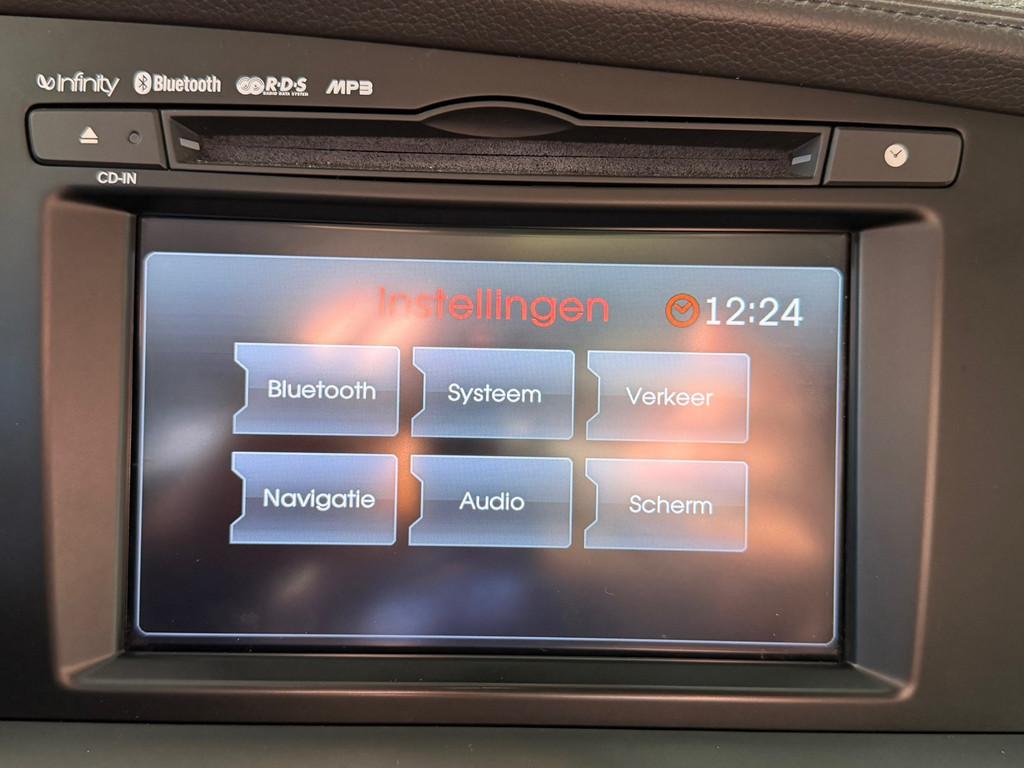 Infinity Bluetooth R·D·S MP3
RADIO DATA SYSTEM
CD-IN
Instellingen 12:24
Bluetooth Systeem Verkeer
Navigatie Audio Scherm